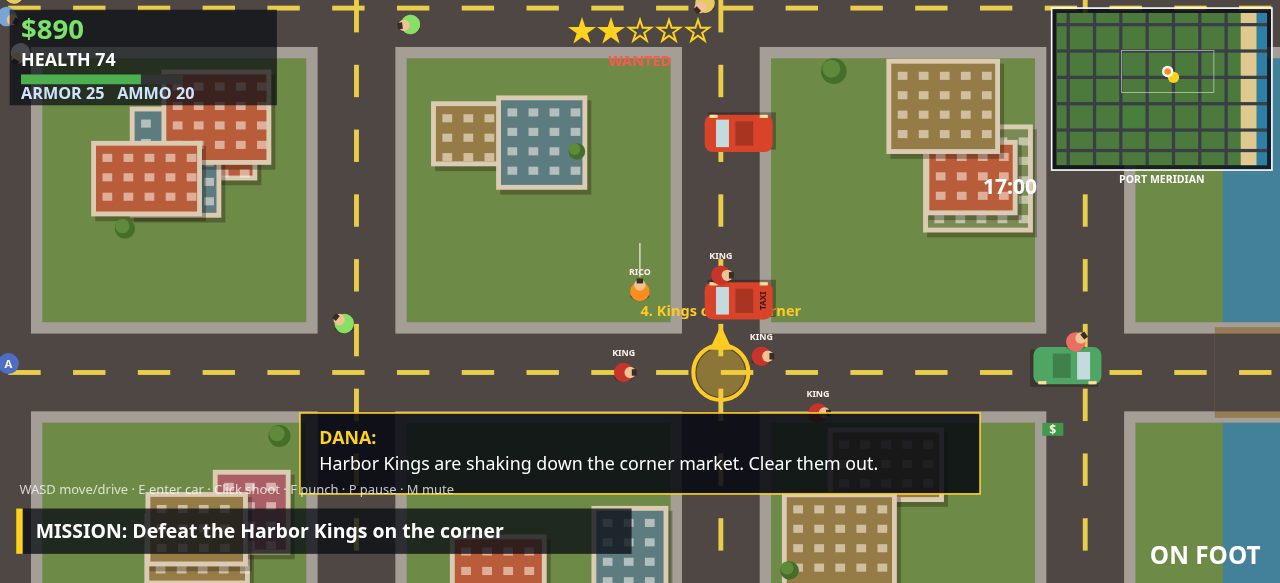 $890
HEALTH 74
ARMOR 25 AMMO 20
WANTED
PORT MERIDIAN
17:00
KING
RICO
TAXI
4. Kings
KING
KING
A
KING
DANA:
Harbor Kings are shaking down the corner market. Clear them out.
$
WASD move/drive · E enter car · Click shoot · F punch · P pause · M mute
MISSION: Defeat the Harbor Kings on the corner
ON FOOT